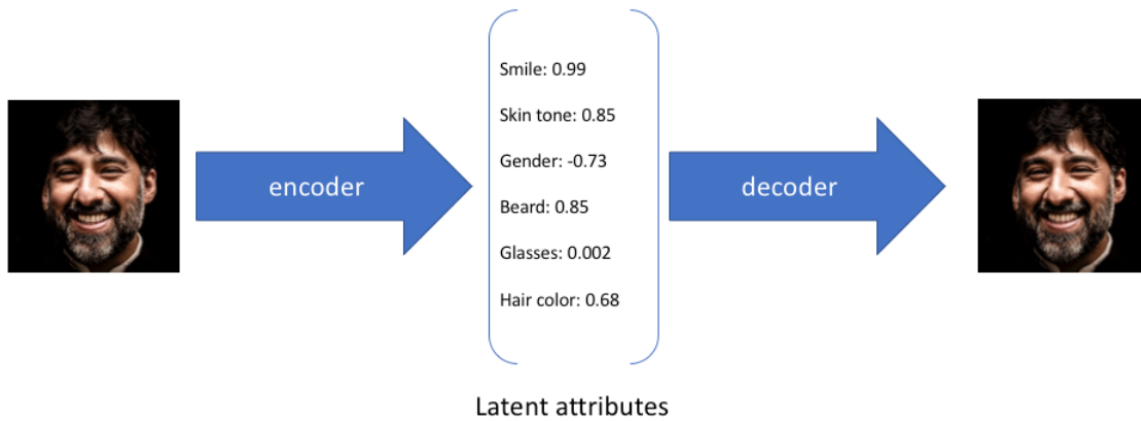 encoder
Smile: 0.99
Skin tone: 0.85
Gender: -0.73
Beard: 0.85
Glasses: 0.002
Hair color: 0.68
decoder
Latent attributes